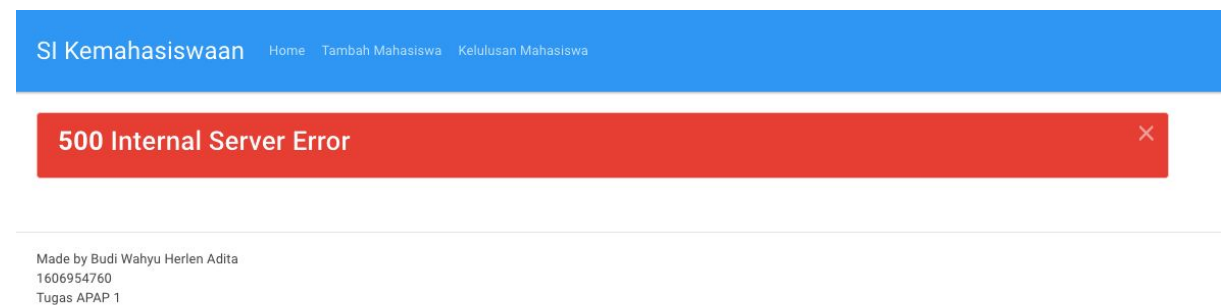 SI Kemahasiswaan Home Tambah Mahasiswa Kelulusan Mahasiswa
500 Internal Server Error ×
Made by Budi Wahyu Herlen Adita
1606954760
Tugas APAP 1